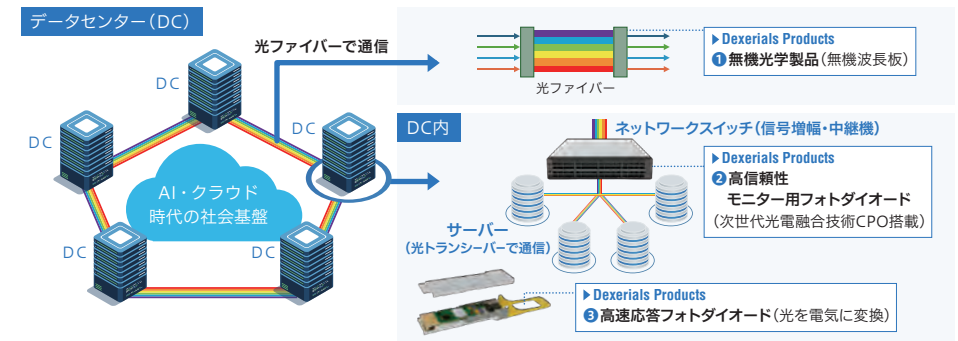 データセンター（DC）
光ファイバーで通信
DC
DC
DC
DC
DC
AI・クラウド
時代の社会基盤
光ファイバー
▶Dexerials Products
❶無機光学製品（無機波長板）
DC内
ネットワークスイッチ（信号増幅・中継機）
▶Dexerials Products
❷高信頼性
モニター用フォトダイオード
（次世代光電融合技術CPO搭載）
サーバー
（光トランシーバーで通信）
▶Dexerials Products
❸高速応答フォトダイオード（光を電気に変換）